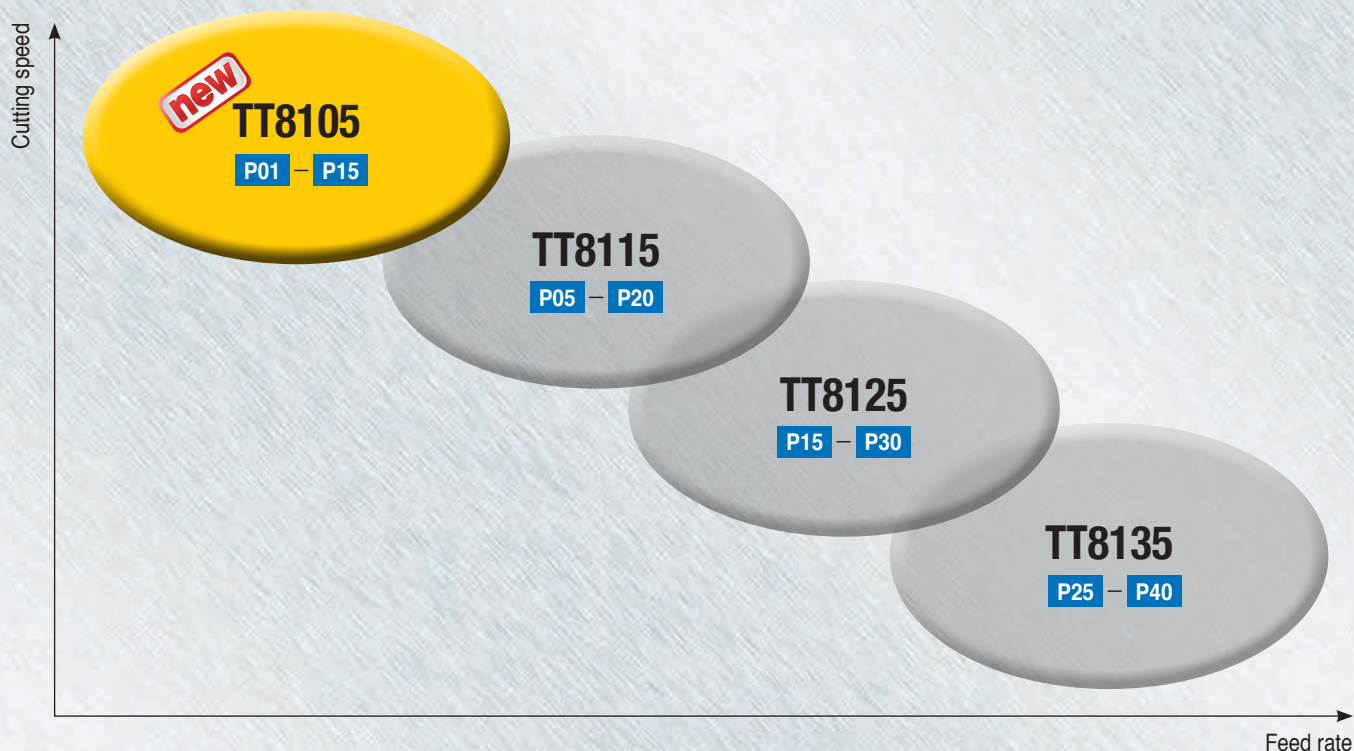 Cutting speed
new
TT8105
P01 – P15
TT8115
P05 – P20
TT8125
P15 – P30
TT8135
P25 – P40
Feed rate